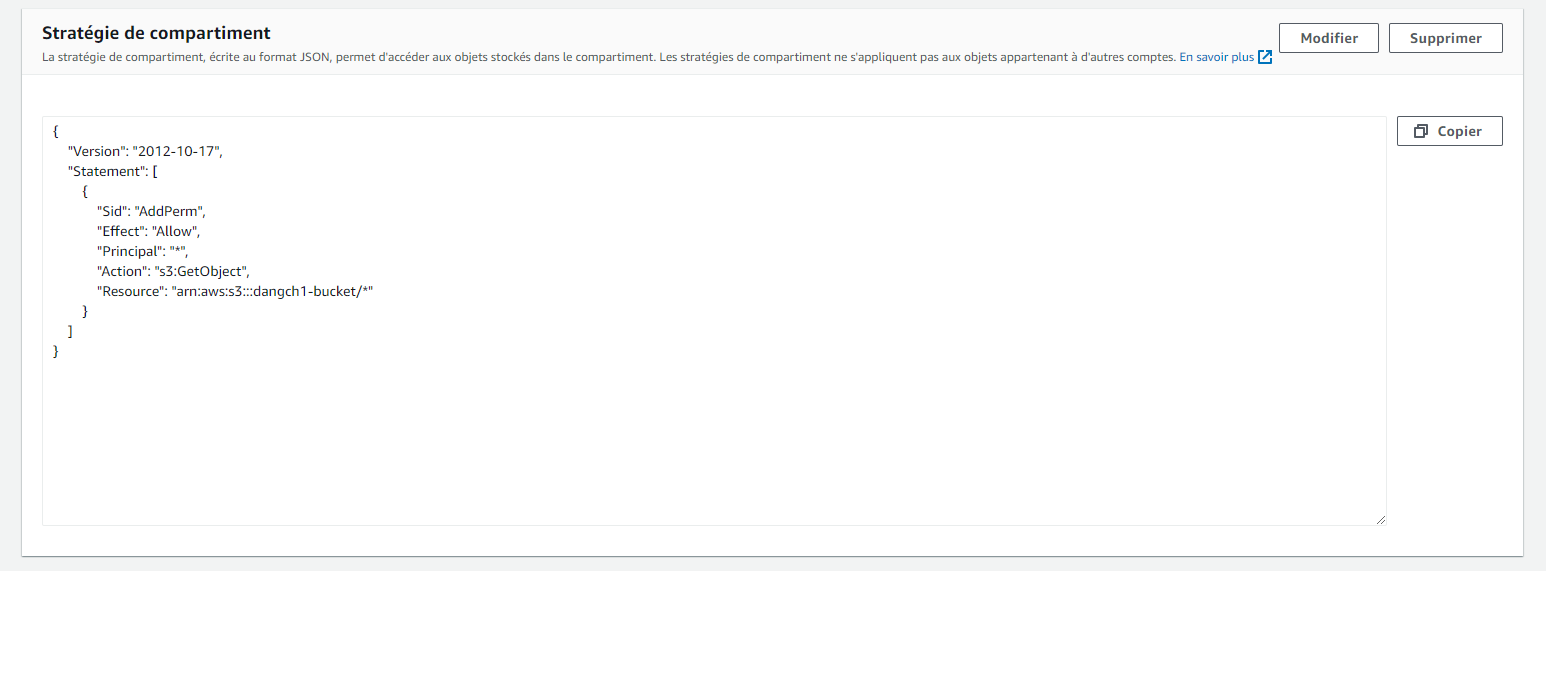 Stratégie de compartiment
La stratégie de compartiment, écrite au format JSON, permet d'accéder aux objets stockés dans le compartiment. Les stratégies de compartiment ne s'appliquent pas aux objets appartenant à d'autres comptes. En savoir plus
Modifier
Supprimer
Copier
{
"Version": "2012-10-17",
"Statement": [
{
"Sid": "AddPerm",
"Effect": "Allow",
"Principal": "*",
"Action": "s3:GetObject",
"Resource": "arn:aws:s3:::dangch1-bucket/*"
}
]
}